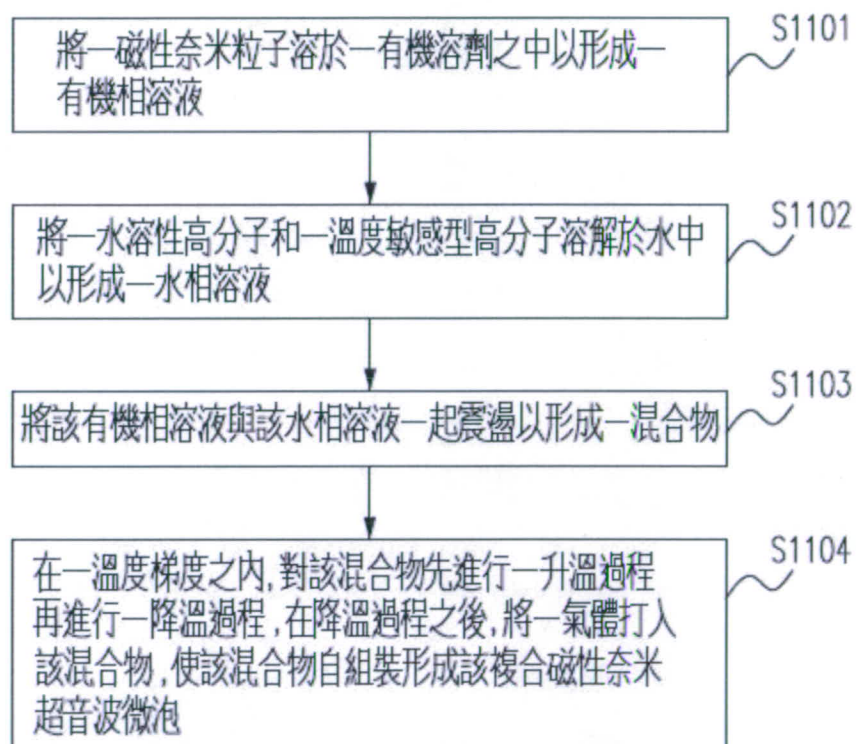 S1101
將一磁性奈米粒子溶於一有機溶劑之中以形成一
有機相溶液
S1102
將一水溶性高分子和一溫度敏感型高分子溶解於水中
以形成一水相溶液
S1103
將該有機相溶液與該水相溶液一起震盪以形成一混合物
S1104
在一溫度梯度之內,對該混合物先進行一升溫過程
再進行一降溫過程,在降溫過程之後,將一氣體打入
該混合物,使該混合物自組裝形成該複合磁性奈米
超音波微泡